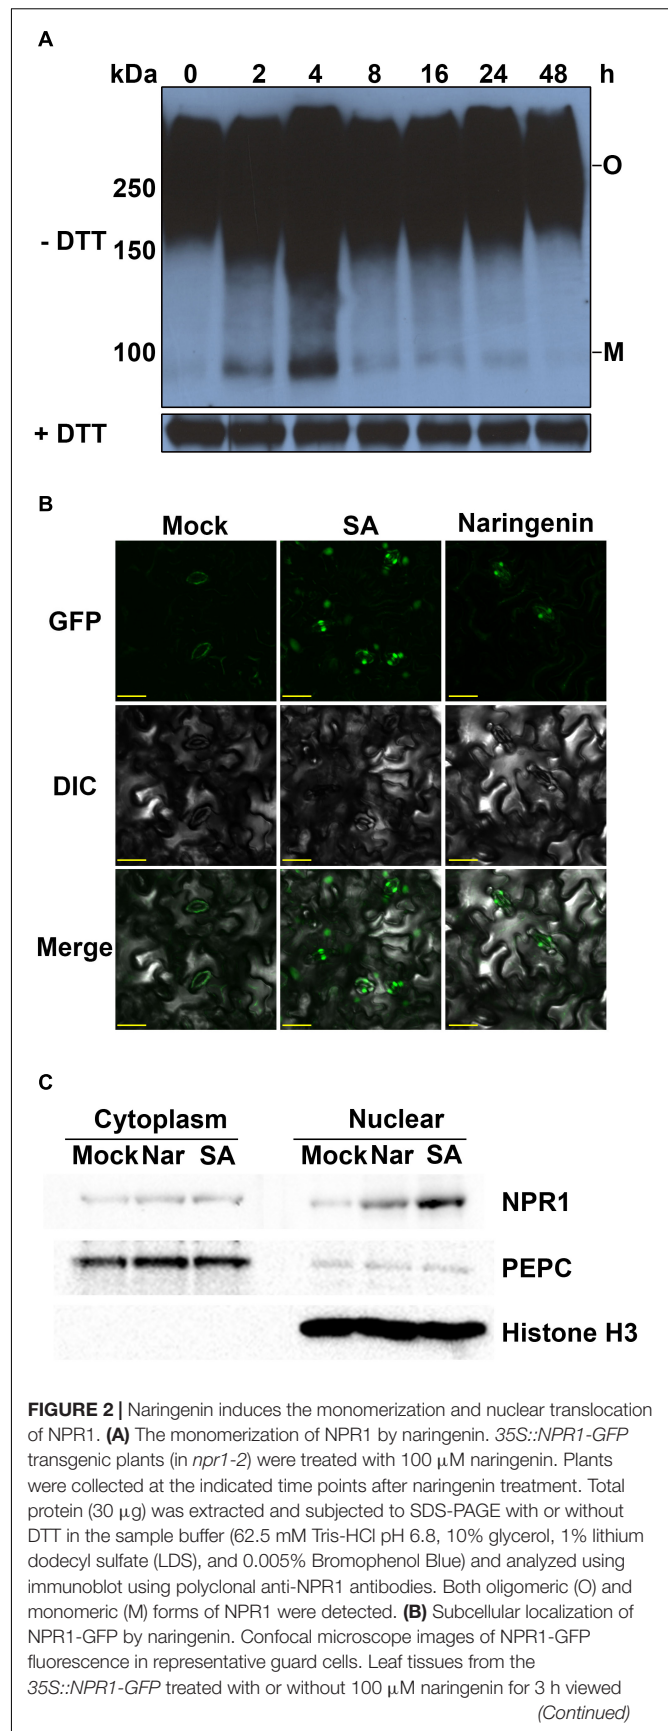 A
kDa 0 2 4 8 16 24 48 h
O
250
- DTT
150
100
M
+ DTT
B
Mock SA Naringenin
GFP
DIC
Merge
C
Cytoplasm Nuclear
Mock Nar SA Mock Nar SA
NPR1
PEPC
Histone H3
FIGURE 2 | Naringenin induces the monomerization and nuclear translocation
of NPR1. (A) The monomerization of NPR1 by naringenin. 35S::NPR1-GFP
transgenic plants (in npr1-2) were treated with 100 μM naringenin. Plants
were collected at the indicated time points after naringenin treatment. Total
protein (30 μg) was extracted and subjected to SDS-PAGE with or without
DTT in the sample buffer (62.5 mM Tris-HCl pH 6.8, 10% glycerol, 1% lithium
dodecyl sulfate (LDS), and 0.005% Bromophenol Blue) and analyzed using
immunoblot using polyclonal anti-NPR1 antibodies. Both oligomeric (O) and
monomeric (M) forms of NPR1 were detected. (B) Subcellular localization of
NPR1-GFP by naringenin. Confocal microscope images of NPR1-GFP
fluorescence in representative guard cells. Leaf tissues from the
35S::NPR1-GFP treated with or without 100 μM naringenin for 3 h viewed
(Continued)